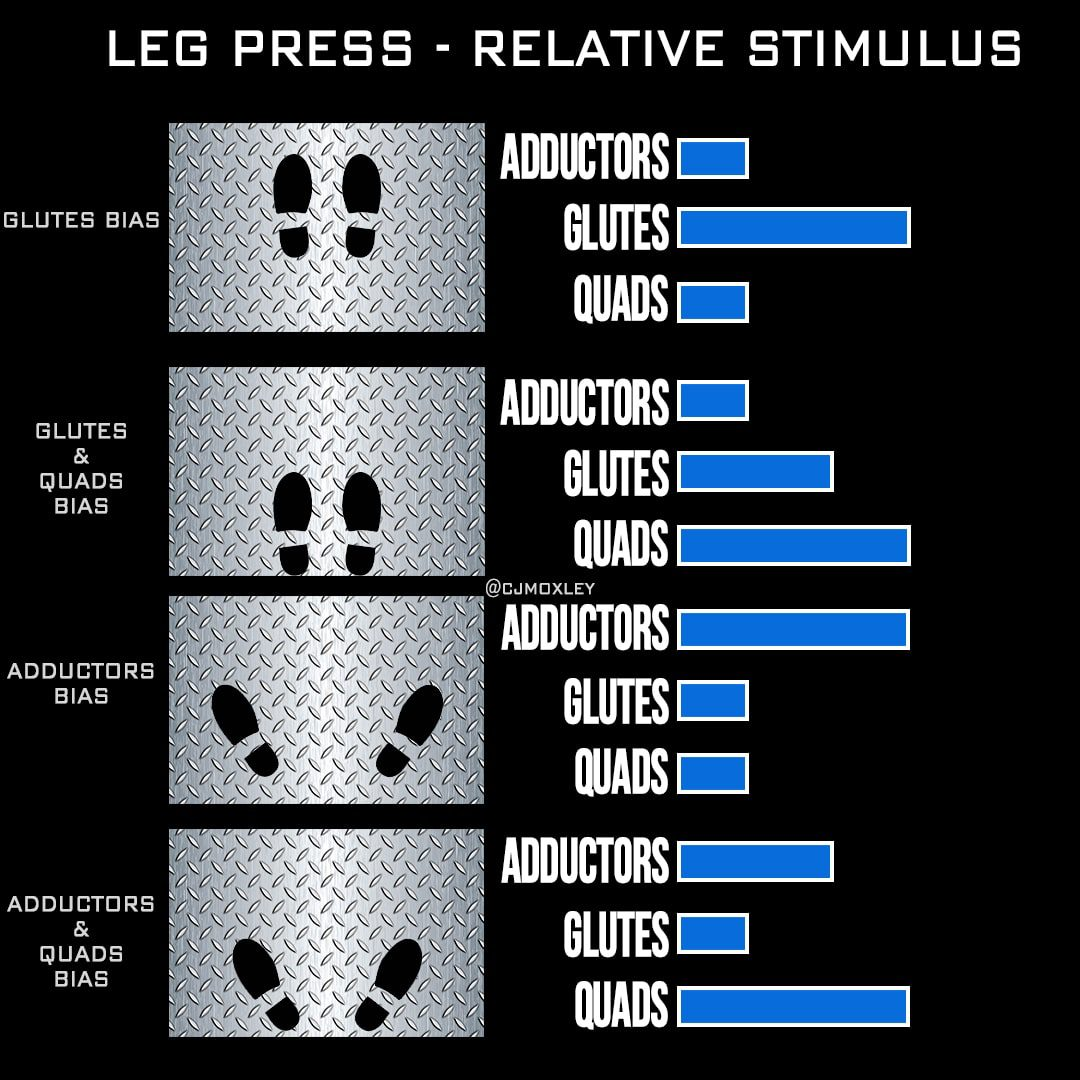 LEG PRESS - RELATIVE STIMULUS
GLUTES BIAS
ADDUCTORS
GLUTES
QUADS
GLUTES
&
QUADS
BIAS
ADDUCTORS
GLUTES
QUADS
@CJMOXLEY
ADDUCTORS
BIAS
ADDUCTORS
GLUTES
QUADS
ADDUCTORS
&
QUADS
BIAS
ADDUCTORS
GLUTES
QUADS